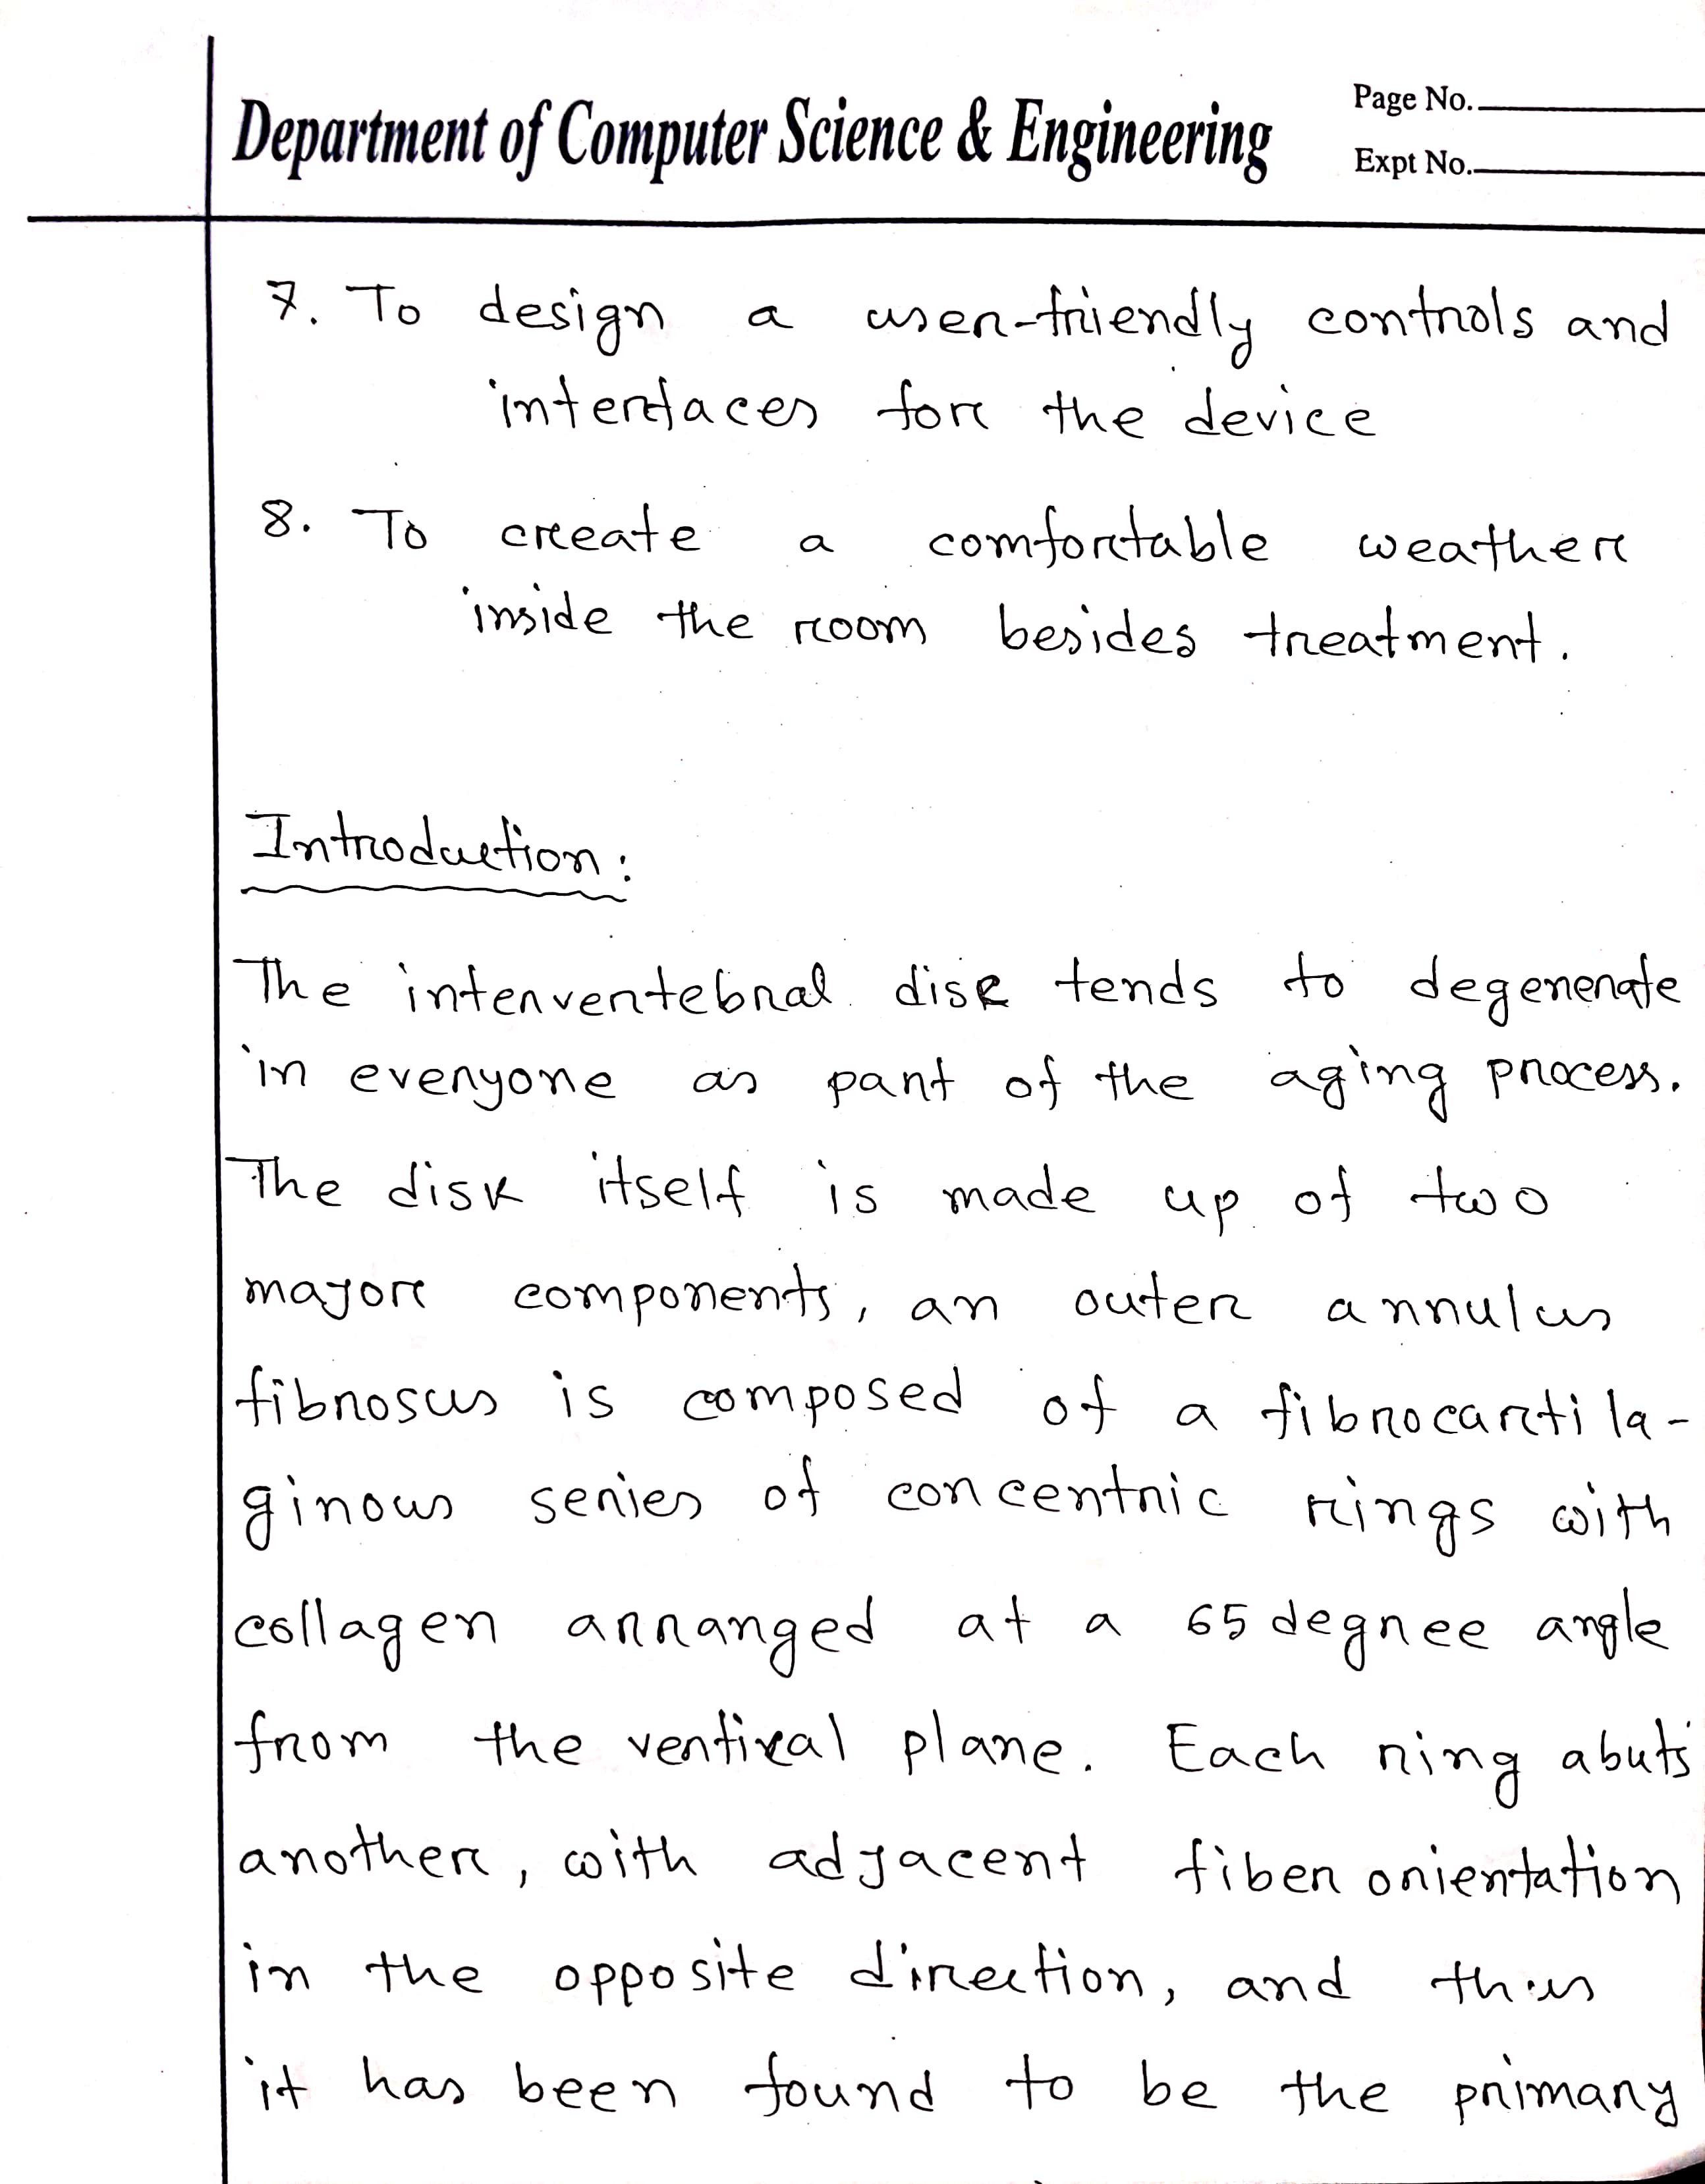 Department of Computer Science & Engineering
Page No.
Expt No.
7. To design a user-friendly controls and
interfaces for the device
8. To create a comfortable weather
inside the room besides treatment.
Introduction:
The intervertebral disk tends to degenerate
in everyone as part of the aging process.
The disk itself is made up of two
major components, an outer annulus
fibrosus is composed of a fibrocartila-
ginous series of concentric rings with
collagen arranged at a 65 degree angle
from the vertical plane. Each ring abuts
another, with adjacent fiber orientation
in the opposite direction, and thus
it has been found to be the primary